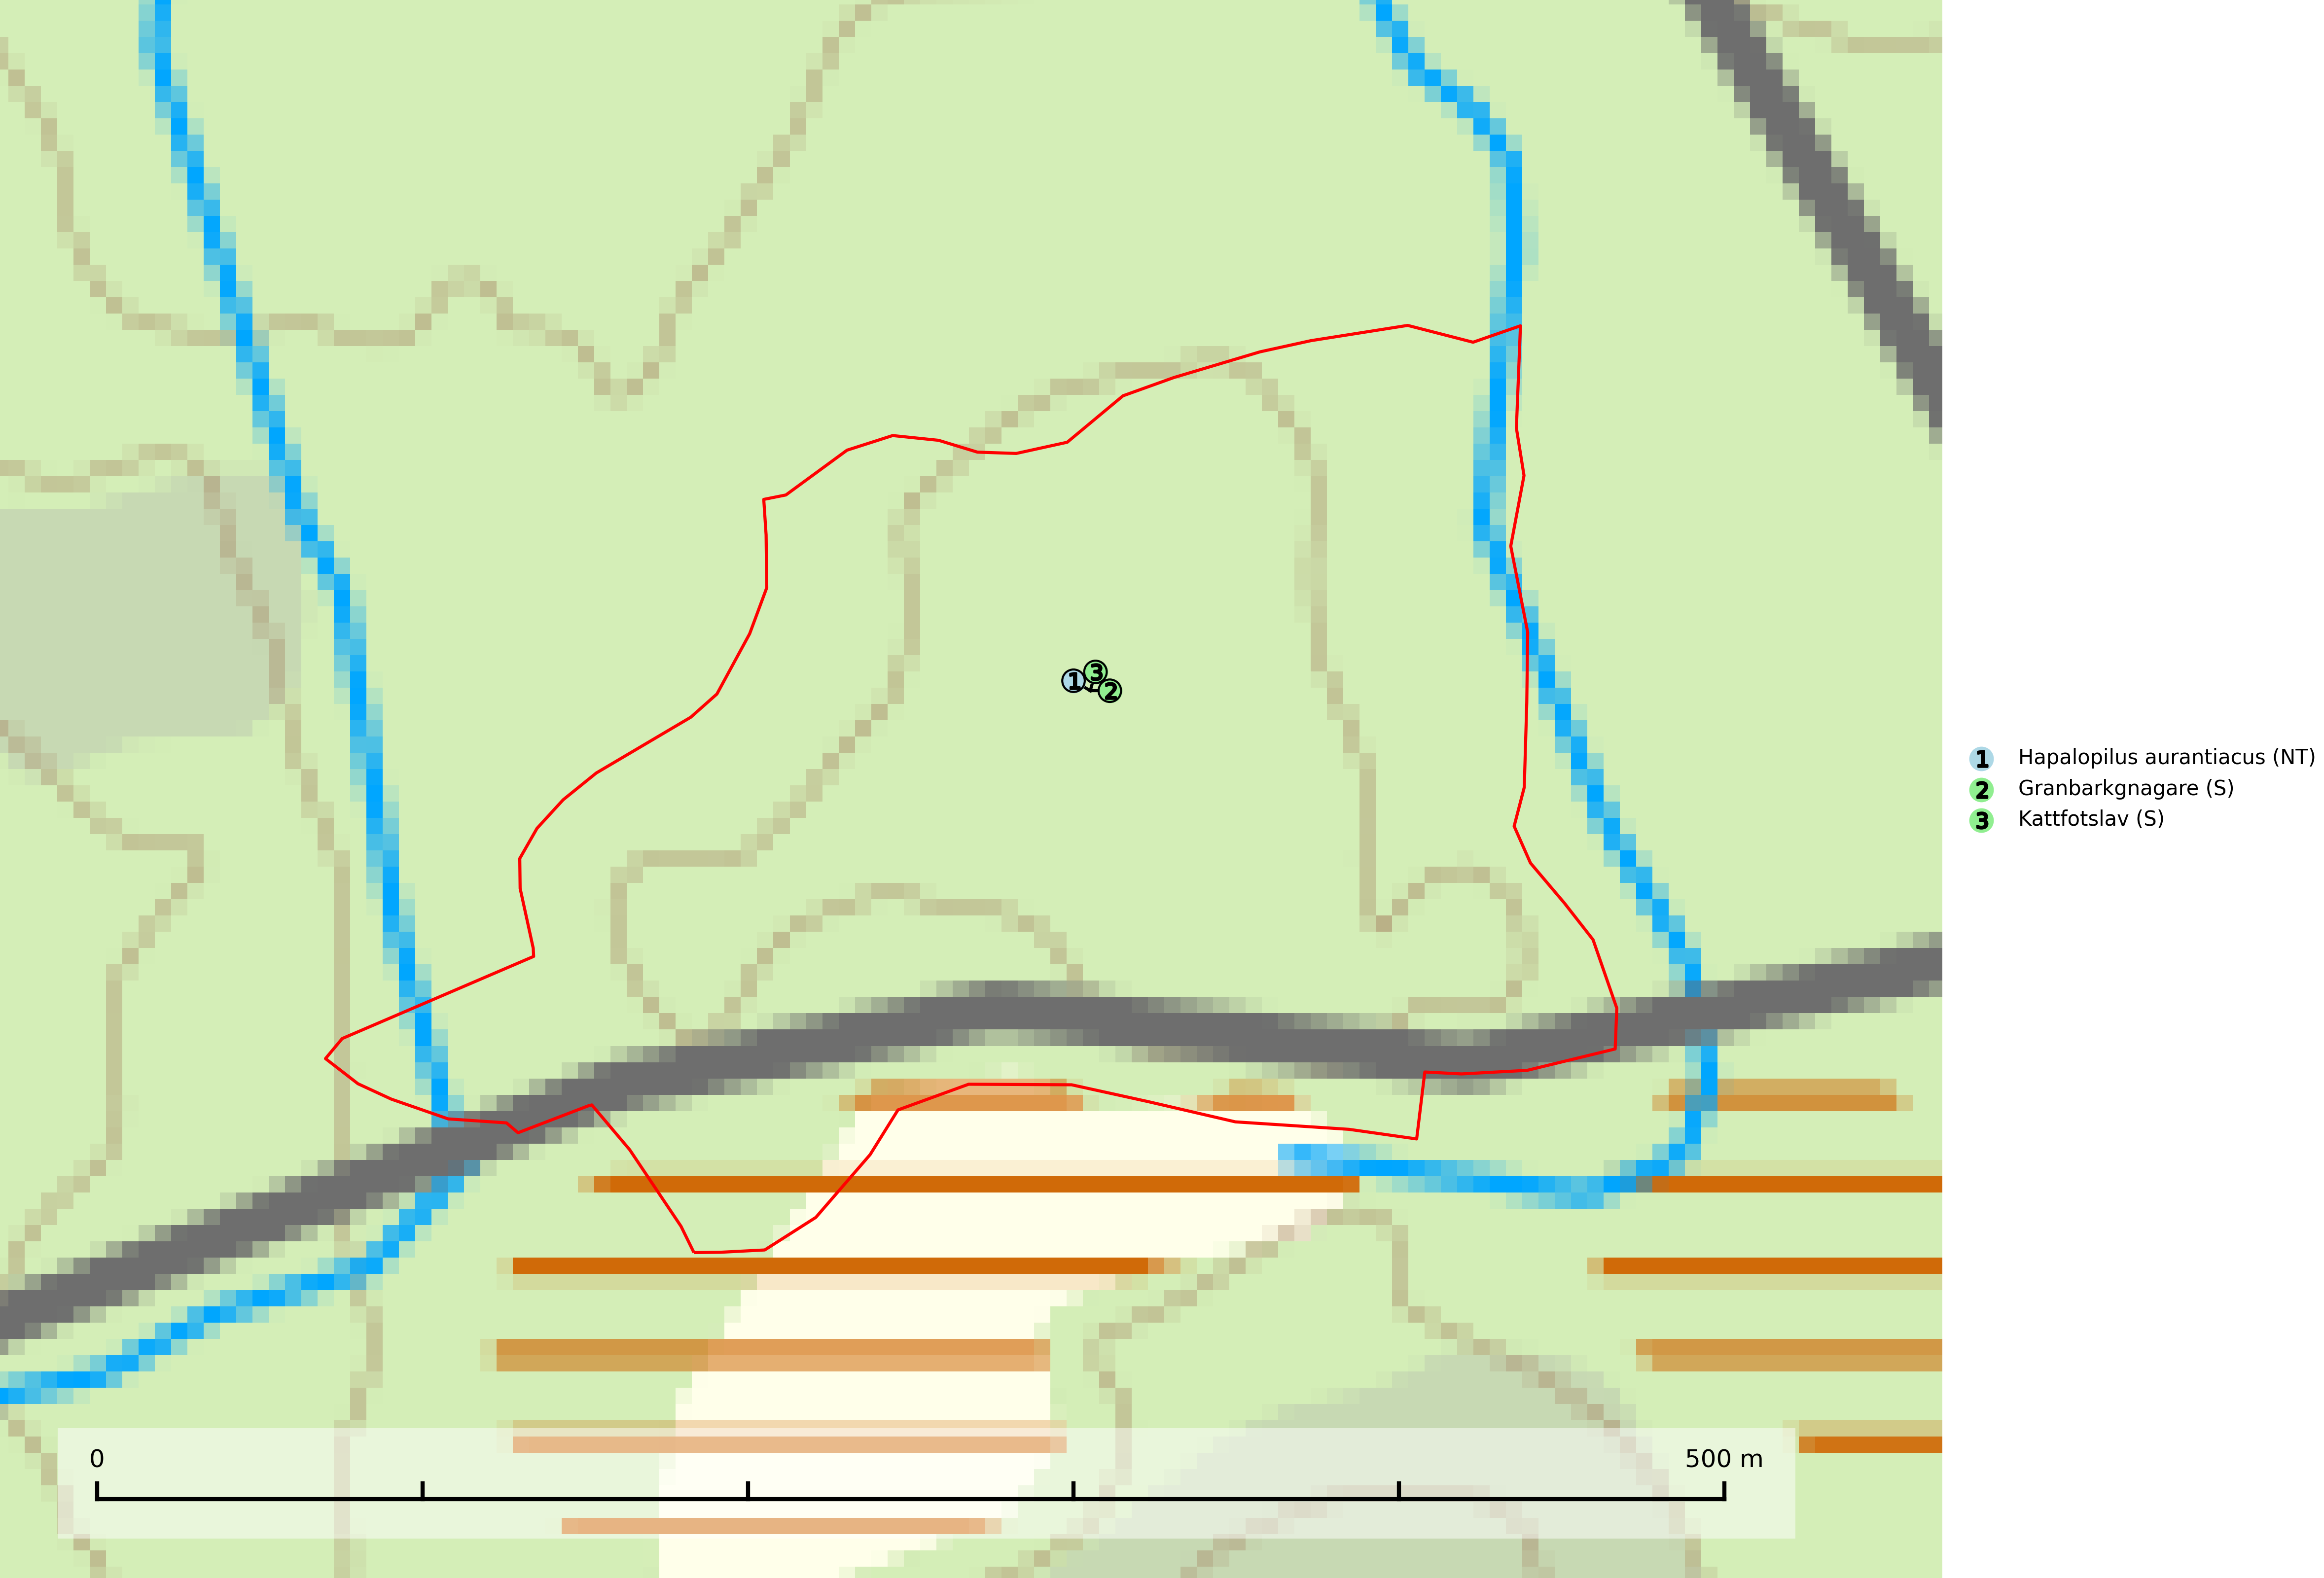 3
1
2
1 Hapalopilus aurantiacus (NT)
2 Granbarkgnagare (S)
3 Kattfotslav (S)
0 500 m